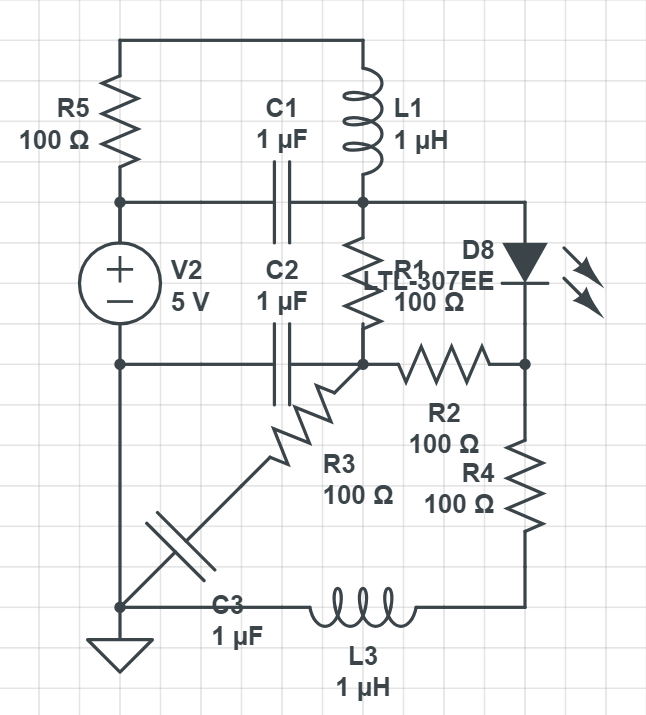 R5
100 Ω
C1
1 µF
L1
1 µH
V2
5 V
C2
1 µF
R1
100 Ω
D8
LTL-307EE
R2
100 Ω
R3
100 Ω
R4
100 Ω
C3
1 µF
L3
1 µH